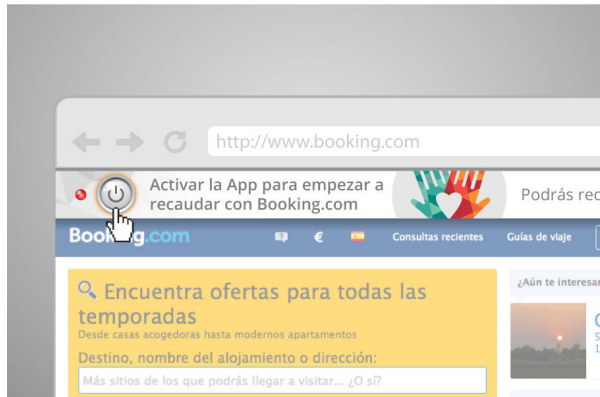 http://www.booking.com
Activar la App para empezar a
recaudar con Booking.com
Podrás rec
Booking.com
€
Consultas recientes
Guías de viaje
¿Aún te interesar
Encuentra ofertas para todas las
temporadas
Desde casas acogedoras hasta modernos apartamentos
Destino, nombre del alojamiento o dirección:
Más sitios de los que podrás llegar a visitar... ¿O sí?